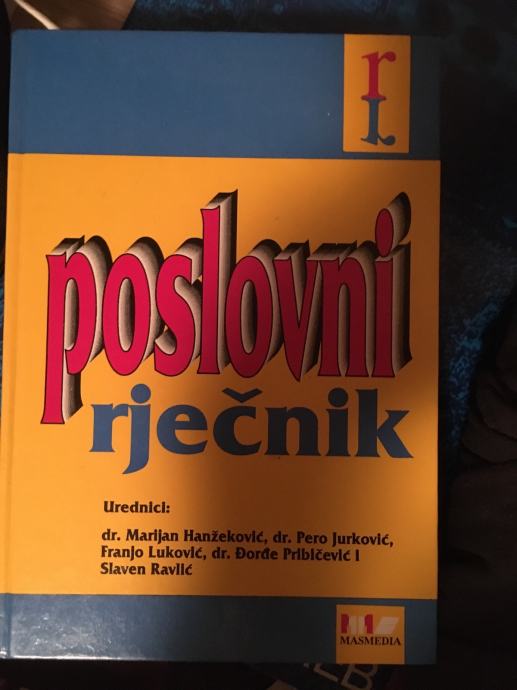 r
poslovni
rječnik
Urednici:
dr. Marijan Hanžeković, dr. Pero Jurković,
Franjo Luković, dr. Đorđe Pribičević i
Slaven Ravlić
MASMEDIA